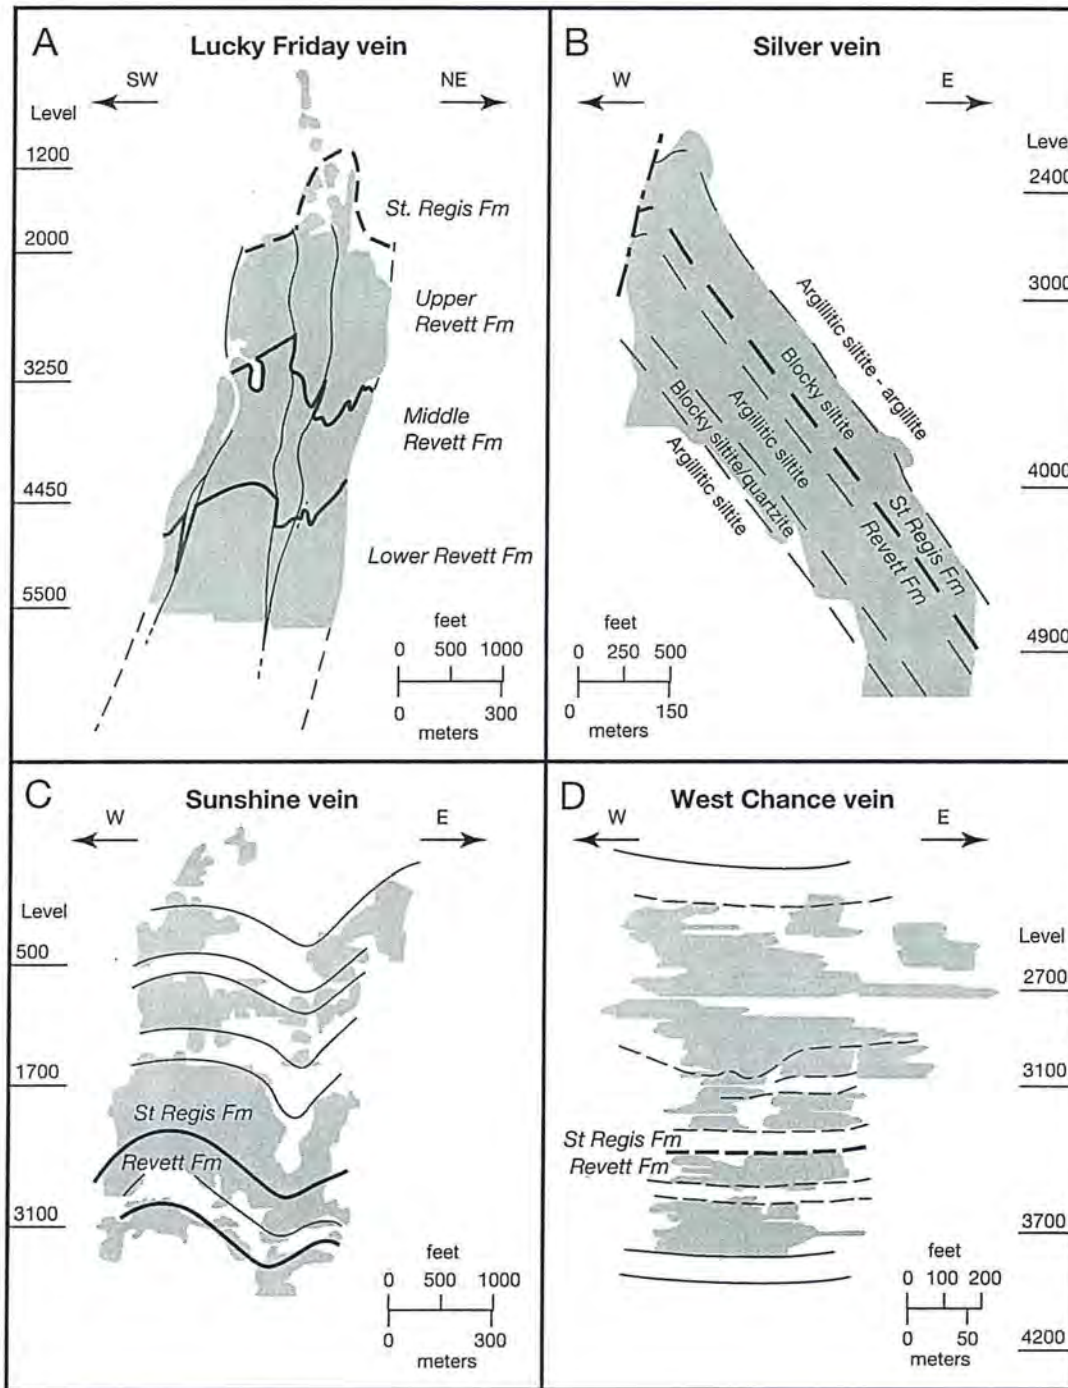 A
Lucky Friday vein
SW
NE
Level
1200
2000
3250
4450
5500
St. Regis Fm
Upper
Revett Fm
Middle
Revett Fm
Lower Revett Fm
feet
0 500 1000
0 300
meters
B
Silver vein
W
E
Level
2400
3000
4000
4900
Argillitic siltite - argillite
Blocky siltite
Argillitic siltite
Blocky siltite/quartzite
Argillitic siltite
St Regis Fm
Revett Fm
feet
0 250 500
0 150
meters
C
Sunshine vein
W
E
Level
500
1700
3100
St Regis Fm
Revett Fm
feet
0 500 1000
0 300
meters
D
West Chance vein
W
E
Level
2700
3100
3700
4200
St Regis Fm
Revett Fm
feet
0 100 200
0 50
meters